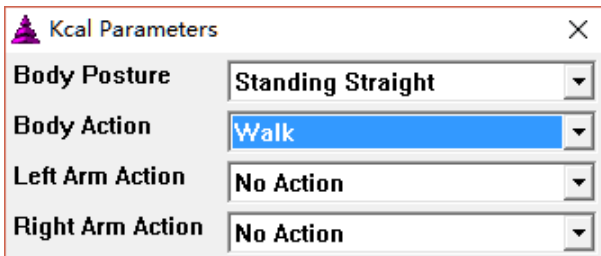 Kcal Parameters
Body Posture Standing Straight
Body Action Walk
Left Arm Action No Action
Right Arm Action No Action